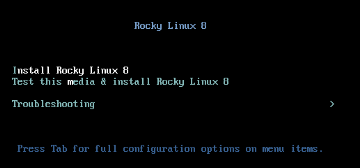 Rocky Linux 8
Install Rocky Linux 8
Test this media & install Rocky Linux 8
Troubleshooting >
Press Tab for full configuration options on menu items.